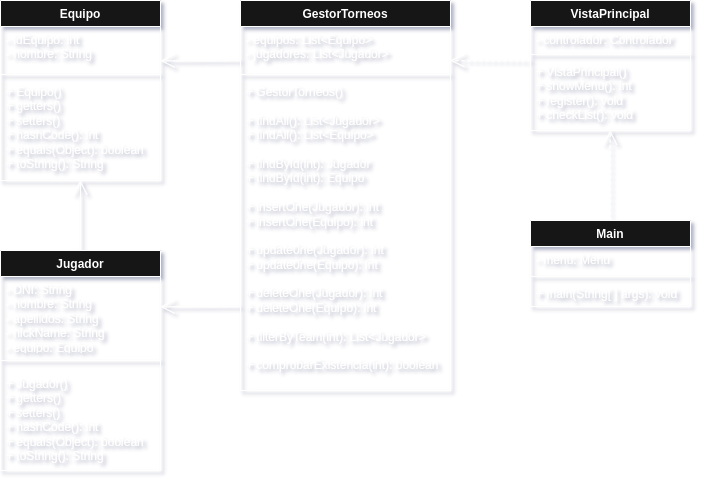 Equipo
- idEquipo: int
- nombre: String
+ Equipo()
+ getters()
+ setters()
+ hashCode(): int
+ equals(Object): boolean
+ toString(): String
Jugador
- DNI: String
- nombre: String
- apellidos: String
- nickName: String
- equipo: Equipo
+ Jugador()
+ getters()
+ setters()
+ hashCode(): int
+ equals(Object): boolean
+ toString(): String
GestorTorneos
- equipos: List<Equipo>
- jugadores: List<Jugador>
+ GestorTorneos()
+ findAll(): List<Jugador>
+ findAll(): List<Equipo>
+ findById(int): Jugador
+ findById(int): Equipo
+ insertOne(Jugador): int
+ insertOne(Equipo): int
+ updateOne(Jugador): int
+ updateOne(Equipo): int
+ deleteOne(Jugador): int
+ deleteOne(Equipo): int
+ filterByTeam(int): List<Jugador>
+ comprobarExistencia(int): boolean
VistaPrincipal
- controlador: Controlador
+ VistaPrincipal()
+ showMenu(): int
+ register(): void
+ checkList(): void
Main
- menu: Menu
+ main(String[ ] args): void